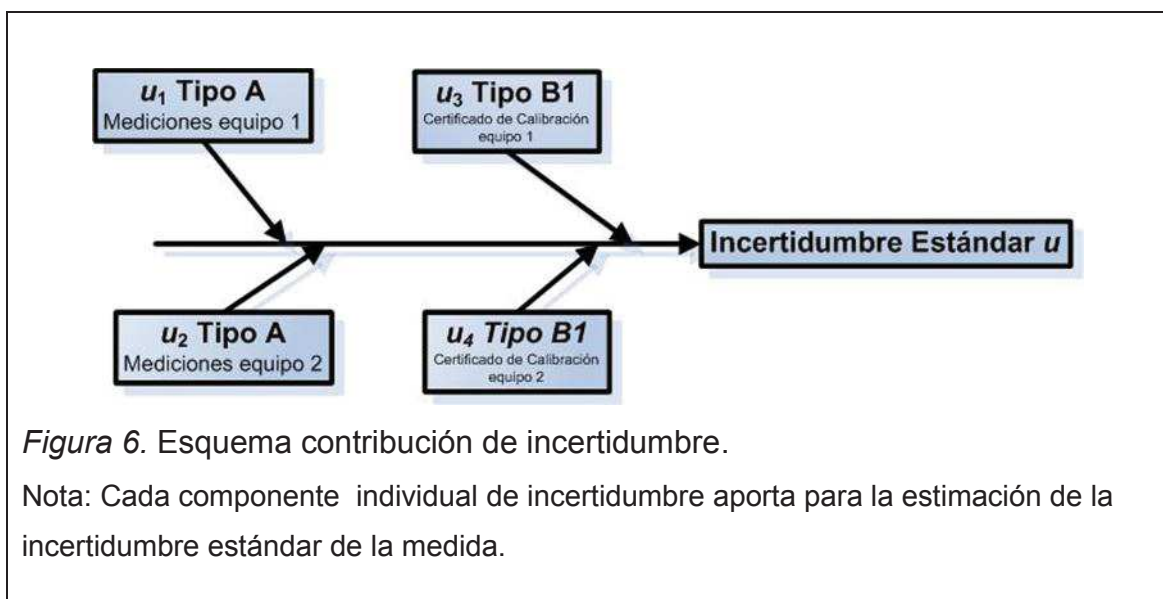 u₁ Tipo A
Mediciones equipo 1
u₃ Tipo B1
Certificado de Calibración
equipo 1
Incertidumbre Estándar u
u₂ Tipo A
Mediciones equipo 2
u₄ Tipo B1
Certificado de Calibración
equipo 2
Figura 6. Esquema contribución de incertidumbre.
Nota: Cada componente individual de incertidumbre aporta para la estimación de la
incertidumbre estándar de la medida.